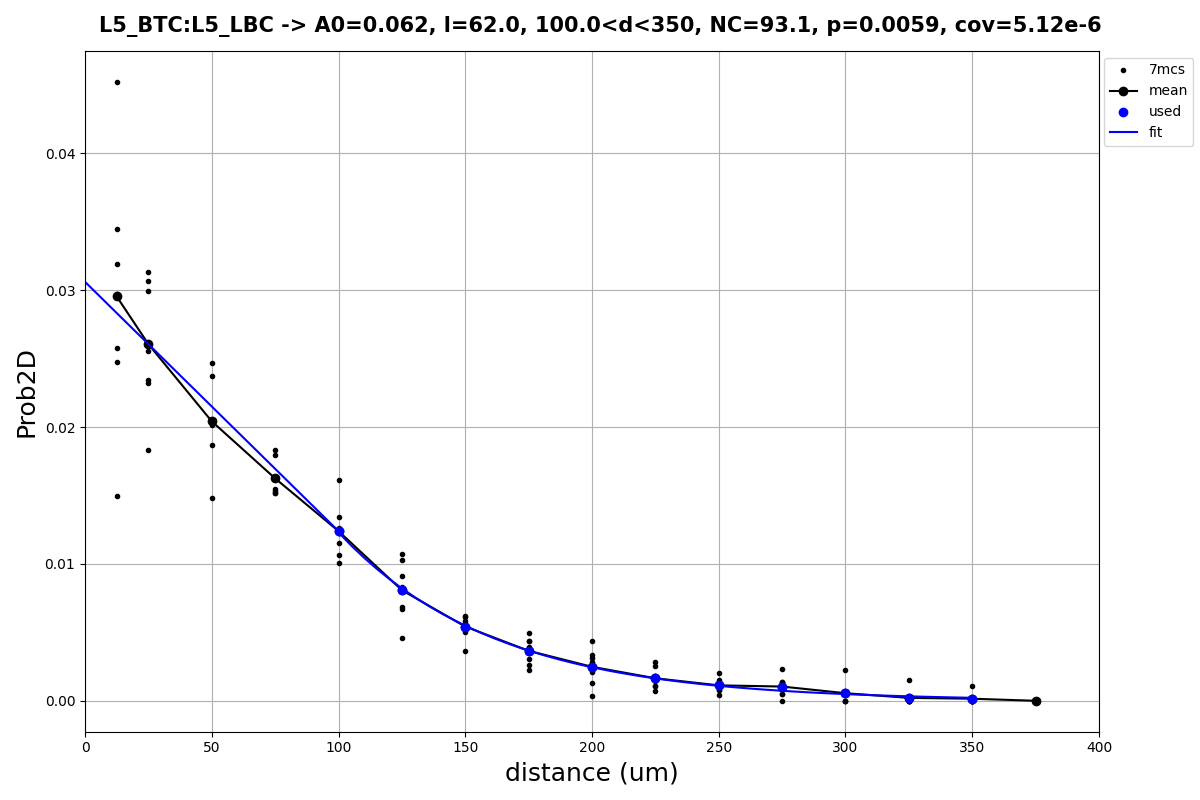 L5_BTC:L5_LBC -> A0=0.062, l=62.0, 100.0<d<350, NC=93.1, p=0.0059, cov=5.12e-6
7mcs
mean
used
fit
0.04
0.03
0.02
0.01
0.00
Prob2D
0 50 100 150 200 250 300 350 400
distance (um)